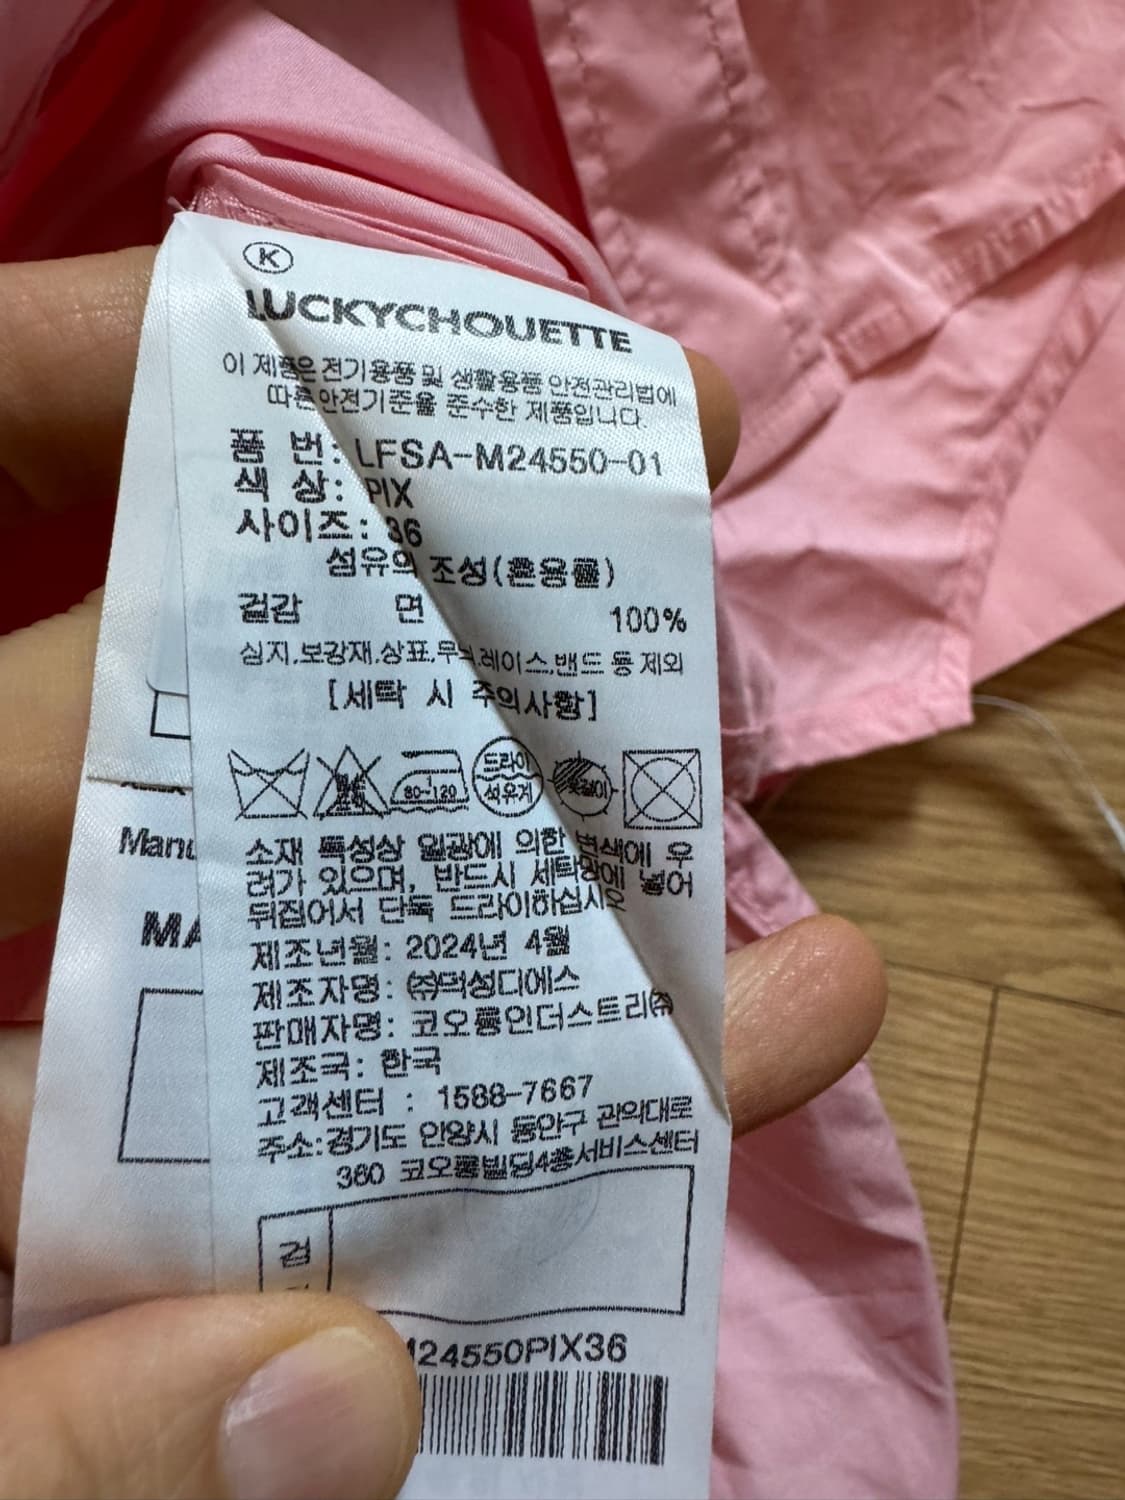 K
LUCKYCHOUETTE
이 제품은 전기용품 및 생활용품 안전관리법에
따른 안전기준을 준수한 제품입니다.
품 번: LFSA-M24550-01
색 상: PIX
사이즈: 36
섬유의 조성(혼용률)
겉감 면 100%
심지,보강재,상표,무늬,레이스,밴드 등 제외
[세탁 시 주의사항]
80~120
드라이
석유계
옷걸이
소재 특성상 일광에 의한 변색에 우
려가 있으며, 반드시 세탁망에 넣어
뒤집어서 단독 드라이하십시오
제조년월: 2024년 4월
제조자명: ㈜덕성디에스
판매자명: 코오롱인더스트리㈜
제조국: 한국
고객센터 : 1588-7667
주소:경기도 안양시 동안구 관악대로
360 코오롱빌딩4층서비스센터
검
M24550PIX36
Manu
MA